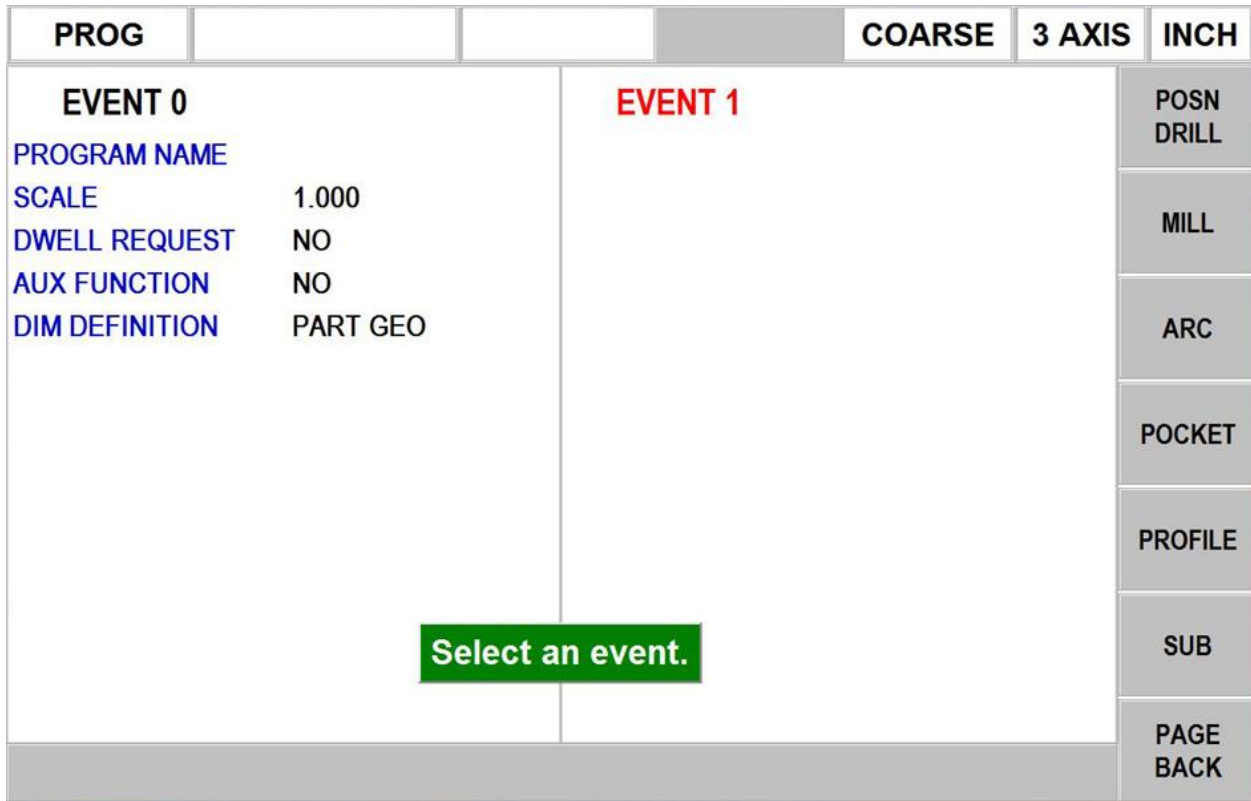 PROG COARSE 3 AXIS INCH
EVENT 0
PROGRAM NAME
SCALE 1.000
DWELL REQUEST NO
AUX FUNCTION NO
DIM DEFINITION PART GEO
EVENT 1
Select an event.
POSN
DRILL
MILL
ARC
POCKET
PROFILE
SUB
PAGE
BACK